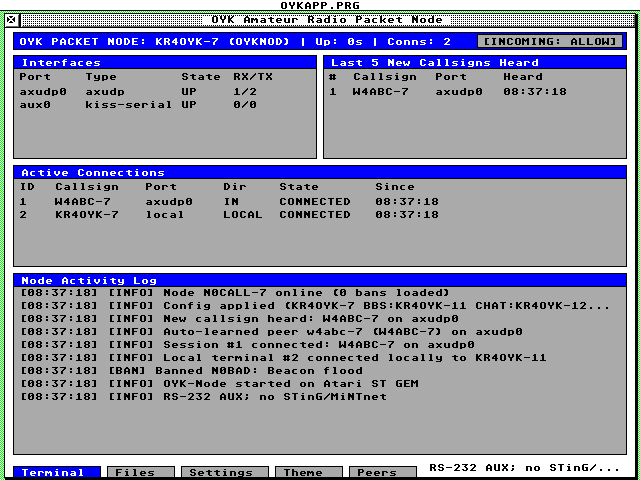 OYKAPP.PRG
OYK Amateur Radio Packet Node
OYK PACKET NODE: KR4OYK-7 (OYKNOD) | Up: 0s | Conns: 2 [INCOMING: ALLOW]
Interfaces
Port Type State RX/TX
axudp0 axudp UP 1/2
aux0 kiss-serial UP 0/0
Last 5 New Callsigns Heard
# Callsign Port Heard
1 W4ABC-7 axudp0 08:37:18
Active Connections
ID Callsign Port Dir State Since
1 W4ABC-7 axudp0 IN CONNECTED 08:37:18
2 KR4OYK-7 local LOCAL CONNECTED 08:37:18
Node Activity Log
[08:37:18] [INFO] Node N0CALL-7 online (0 bans loaded)
[08:37:18] [INFO] Config applied (KR4OYK-7 BBS:KR4OYK-11 CHAT:KR4OYK-12...
[08:37:18] [INFO] New callsign heard: W4ABC-7 on axudp0
[08:37:18] [INFO] Auto-learned peer w4abc-7 (W4ABC-7) on axudp0
[08:37:18] [INFO] Session #1 connected: W4ABC-7 on axudp0
[08:37:18] [INFO] Local terminal #2 connected locally to KR4OYK-11
[08:37:18] [BAN] Banned N0BAD: Beacon flood
[08:37:18] [INFO] OYK-Node started on Atari ST GEM
[08:37:18] [INFO] RS-232 AUX; no STinG/MiNTnet
Terminal Files Settings Theme Peers RS-232 AUX; no STinG/...